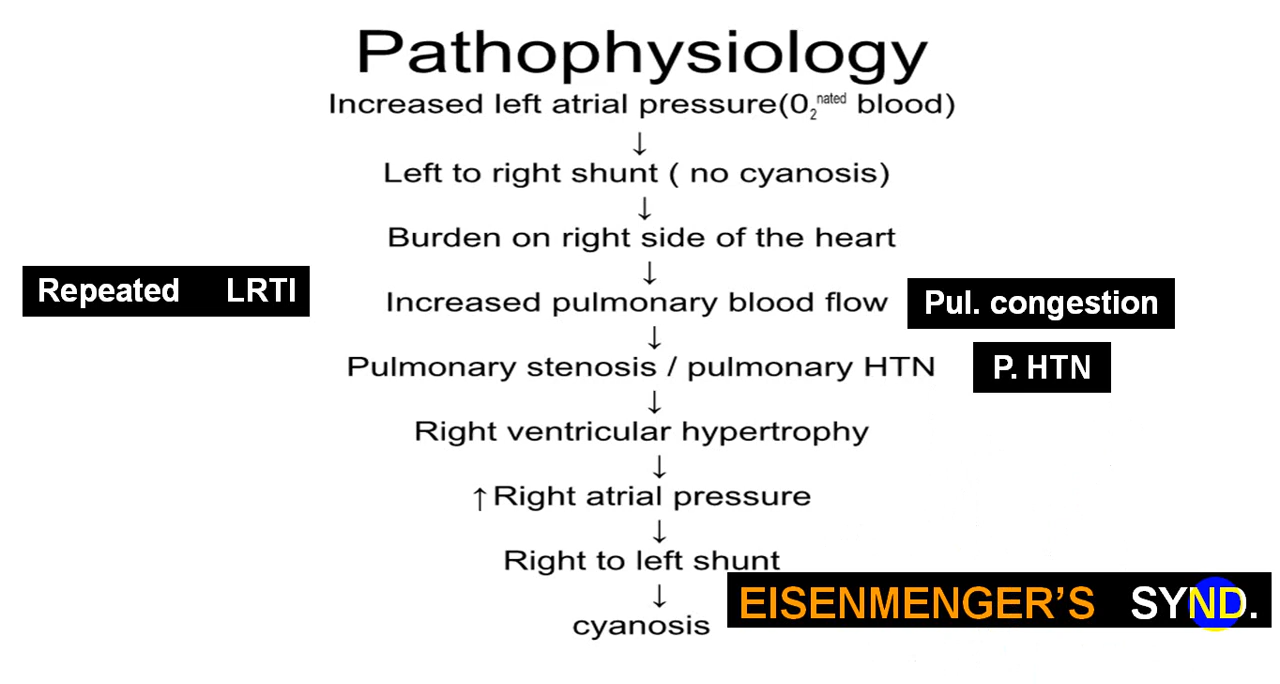 Pathophysiology
Increased left atrial pressure(0₂ⁿᵃᵗᵉᵈ blood)
↓
Left to right shunt ( no cyanosis)
↓
Burden on right side of the heart
↓
Repeated LRTI
Increased pulmonary blood flow
Pul. congestion
↓
Pulmonary stenosis / pulmonary HTN
P. HTN
↓
Right ventricular hypertrophy
↓
↑Right atrial pressure
↓
Right to left shunt
↓
EISENMENGER’S SYND.
cyanosis